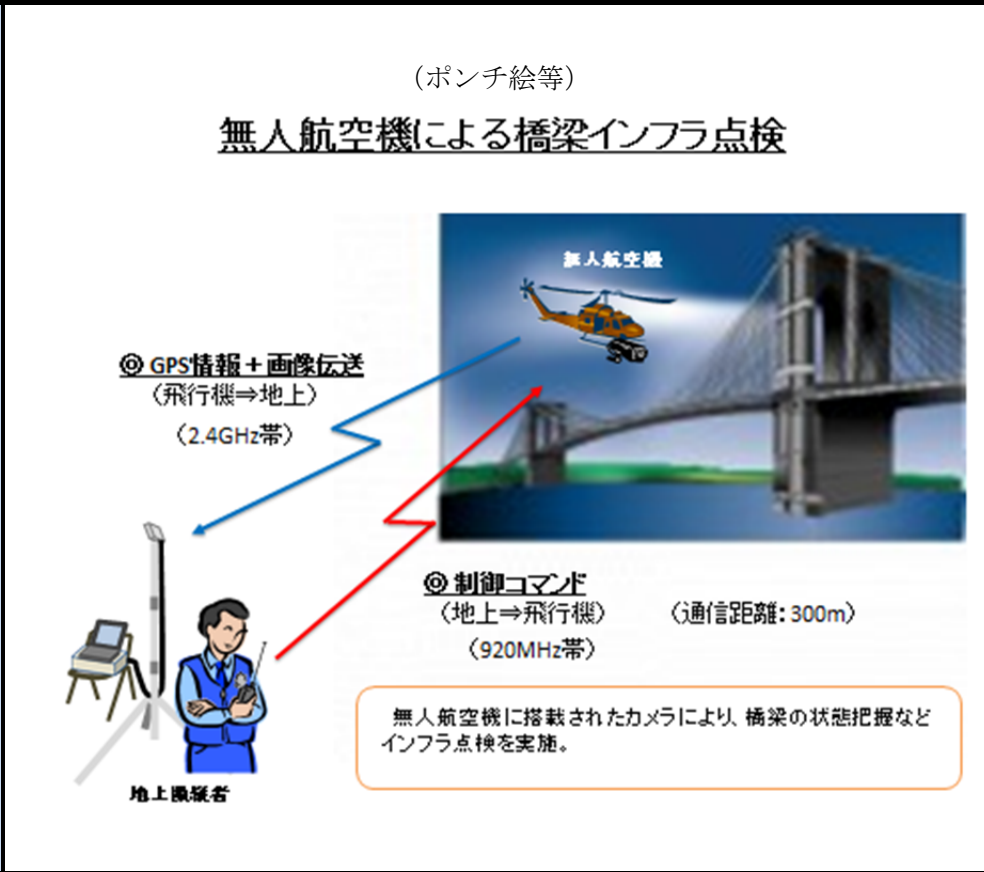 (ポンチ絵等)
無人航空機による橋梁インフラ点検
無人航空機
◎ GPS情報+画像伝送
(飛行機⇒地上)
(2.4GHz帯)
◎ 制御コマンド
(地上⇒飛行機) (通信距離:300m)
(920MHz帯)
無人航空機に搭載されたカメラにより、橋梁の状態把握など
インフラ点検を実施。
地上操縦者